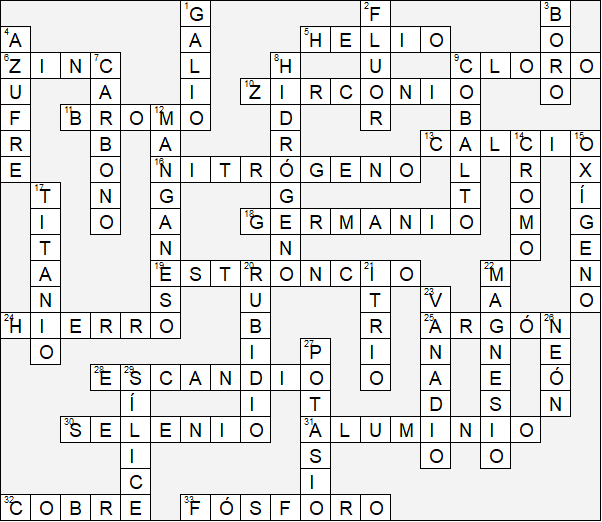 1 GALIO
2 FLUOR
3 BORO
4 AZUFRE
5 HELIO
6 ZINC
7 CARBONO
8 HIDRÓGENO
9 CLORO
COBALTO
10 ZIRCONIO
11 BROMO
12 MANGANESO
13 CALCIO
14 CROMO
15 OXÍGENO
16 NITRÓGENO
17 TITANIO
18 GERMANIO
19 ESTRONCIO
20 RUBIDIO
21 ITRIO
22 MAGNESIO
23 VANADIO
24 HIERRO
25 ARGÓN
26 NEÓN
27 POTASIO
28 ESCANDIO
29 SÍLICE
30 SELENIO
31 ALUMINIO
32 COBRE
33 FÓSFORO